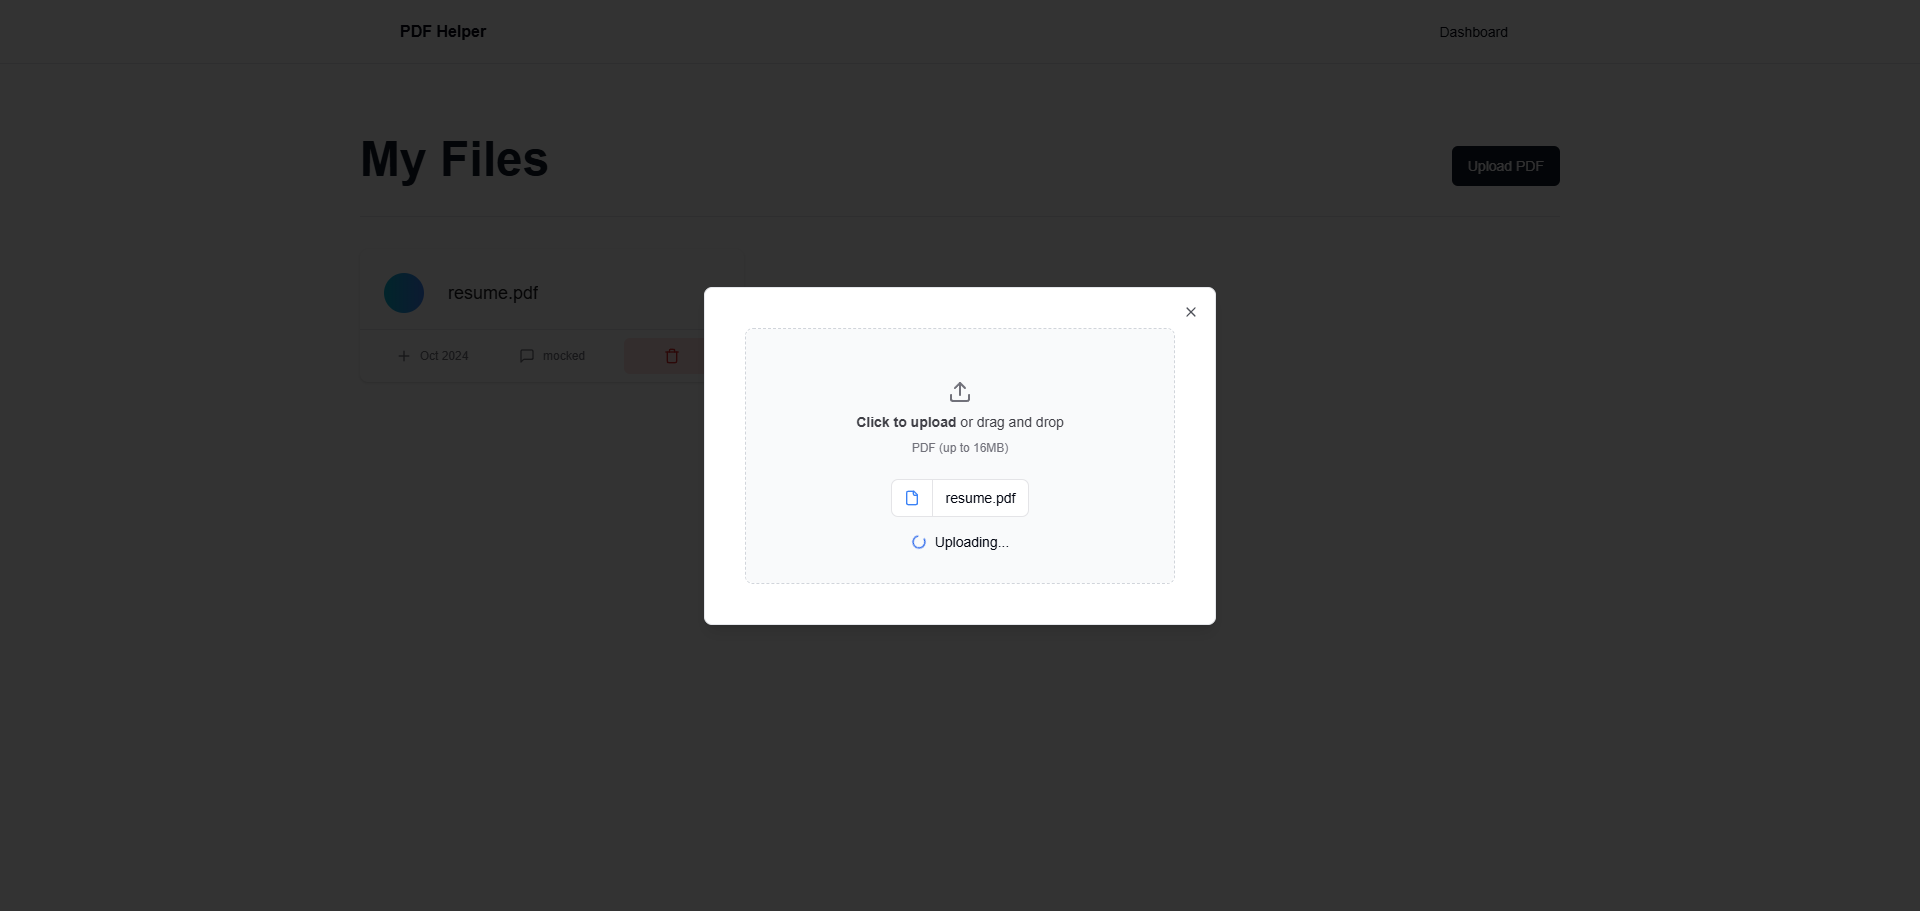 PDF Helper
Dashboard
My Files
Upload PDF
resume.pdf
Oct 2024
mocked
Click to upload or drag and drop
PDF (up to 16MB)
resume.pdf
Uploading...